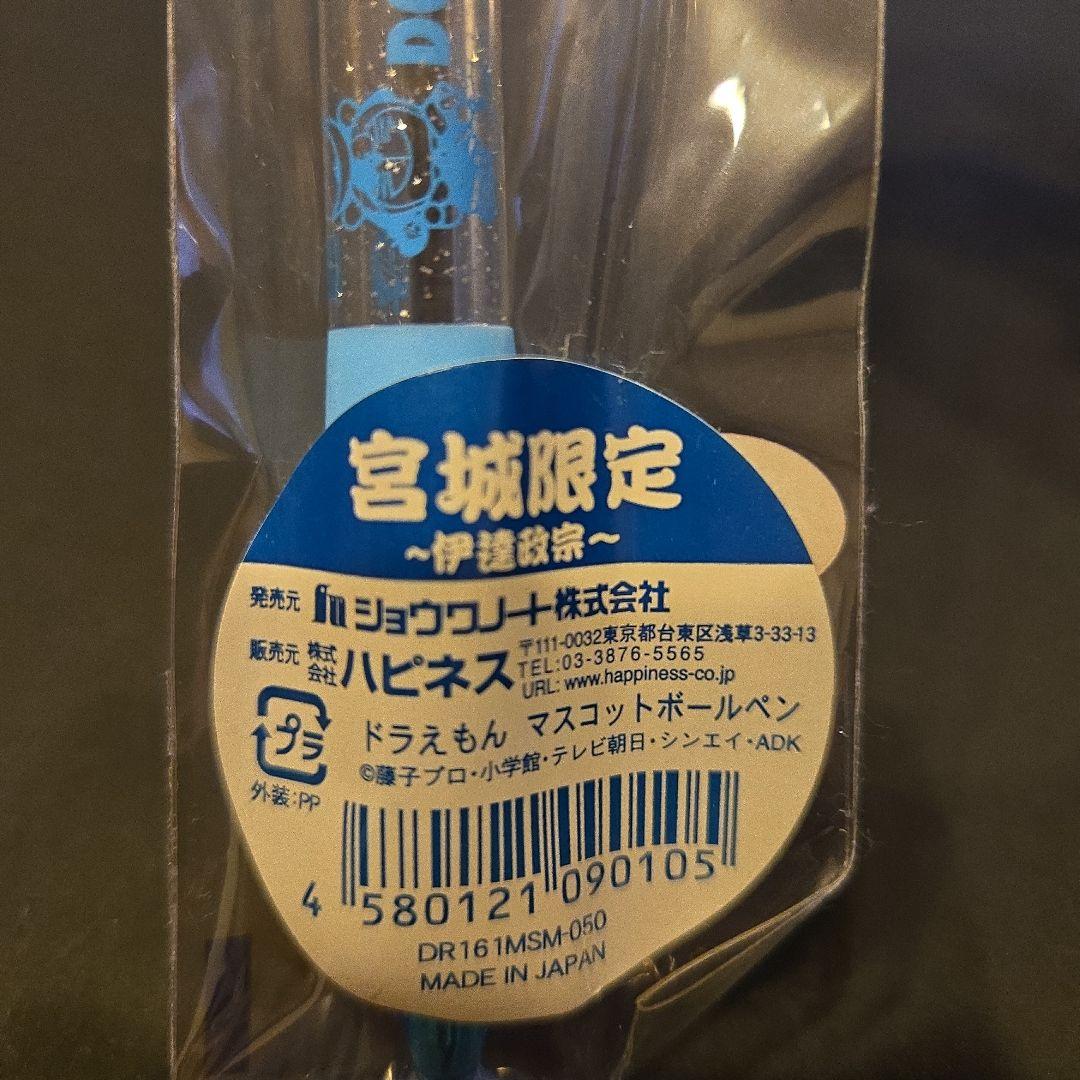 DO
宮城限定
～伊達政宗～
発売元 ショウワノート株式会社
販売元 株式会社 ハピネス
〒111-0032東京都台東区浅草3-33-13
TEL:03-3876-5565
URL: www.happiness-co.jp
プラ
外装:PP
ドラえもん マスコットボールペン
©藤子プロ・小学館・テレビ朝日・シンエイ・ADK
4 580121 090105
DR161MSM-050
MADE IN JAPAN